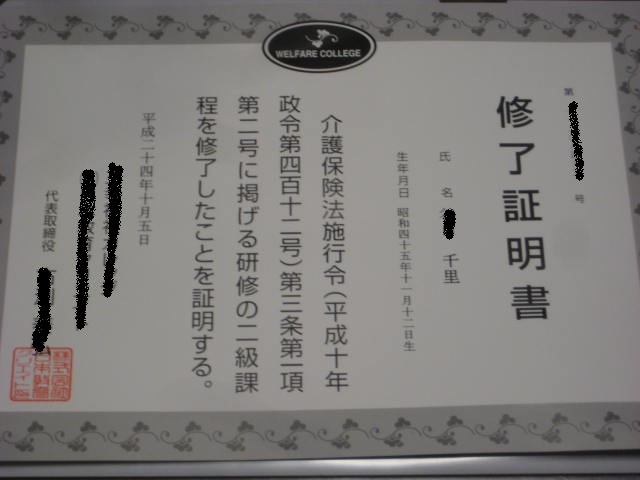 WELFARE COLLEGE
第
号
修了証明書
氏名
千里
生年月日 昭和四十五年十一月十二日生
介護保険法施行令(平成十年
政令第四百十二号)第三条第一項
第二号に掲げる研修の二級課
程を修了したことを証明する。
平成二十四年十月五日
代表取締役